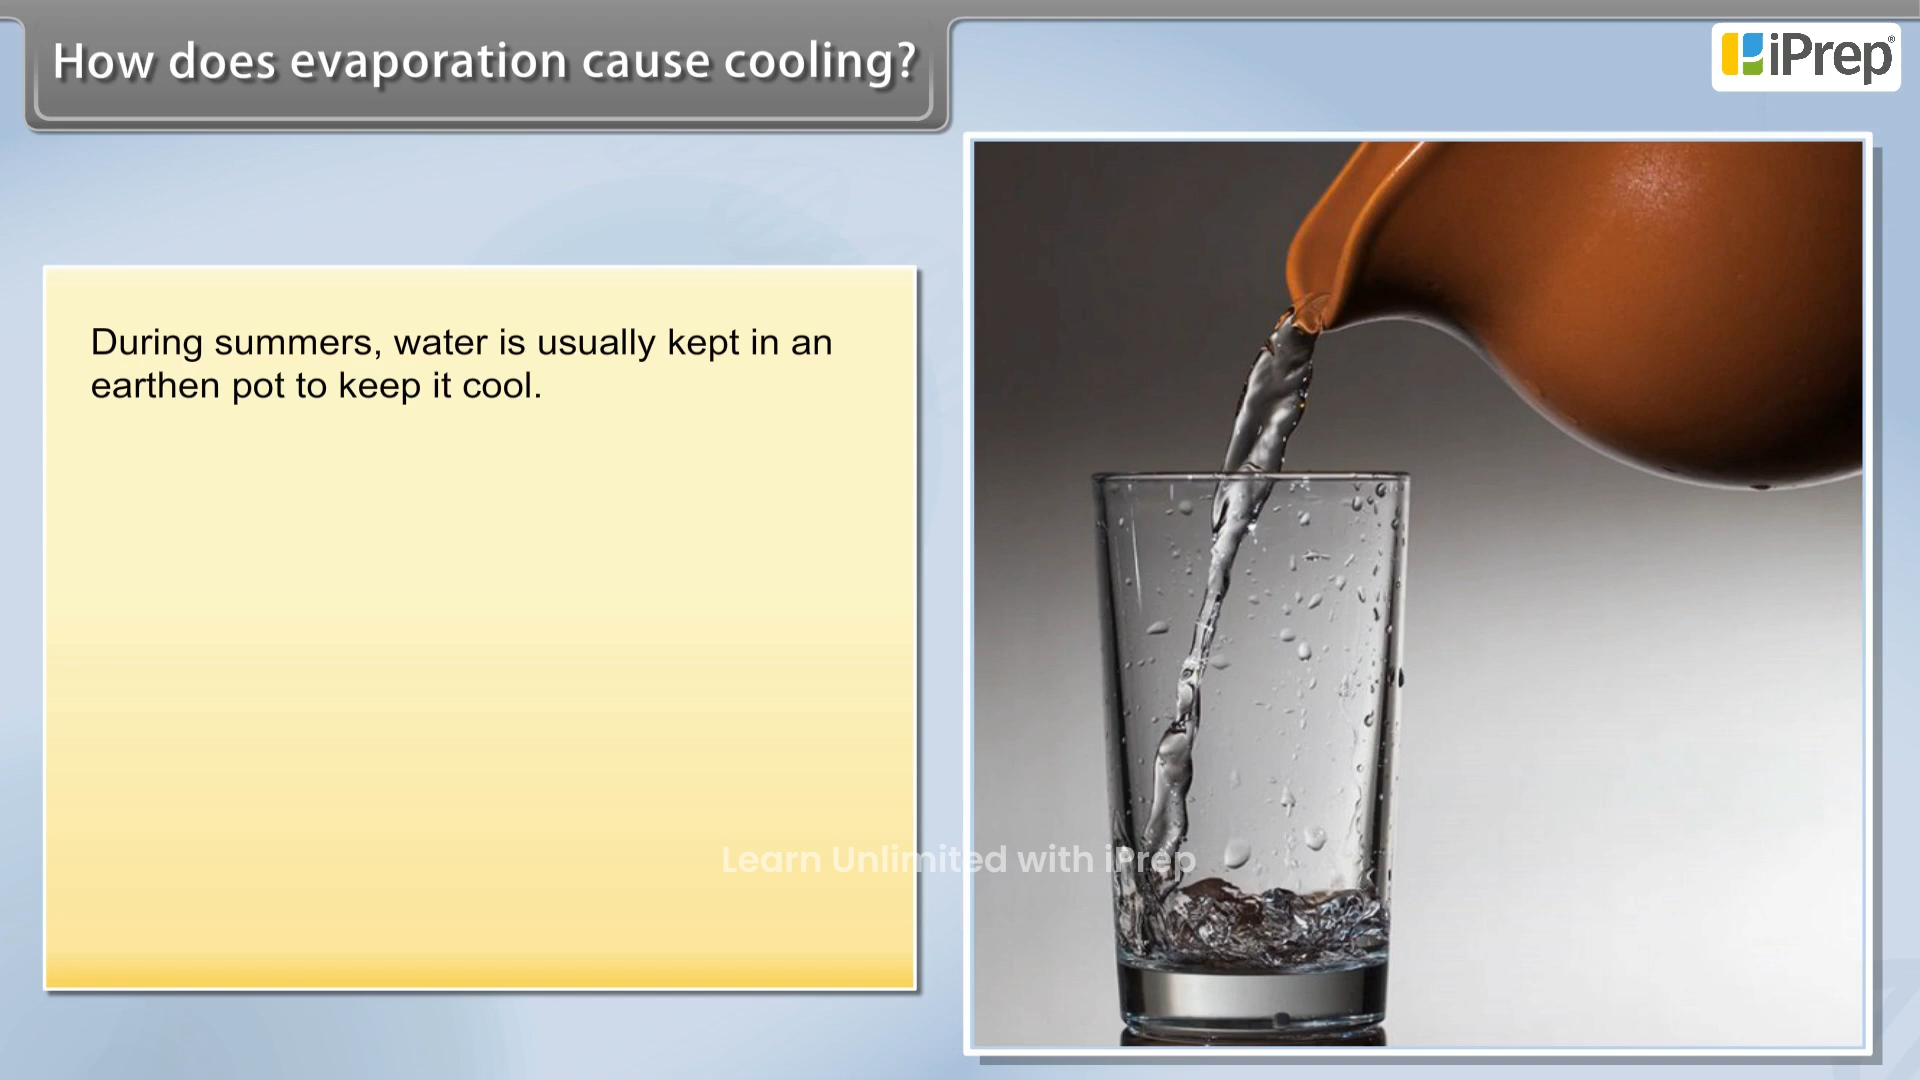 How does evaporation cause cooling?
iPrep®
During summers, water is usually kept in an
earthen pot to keep it cool.
Learn Unlimited with iPrep